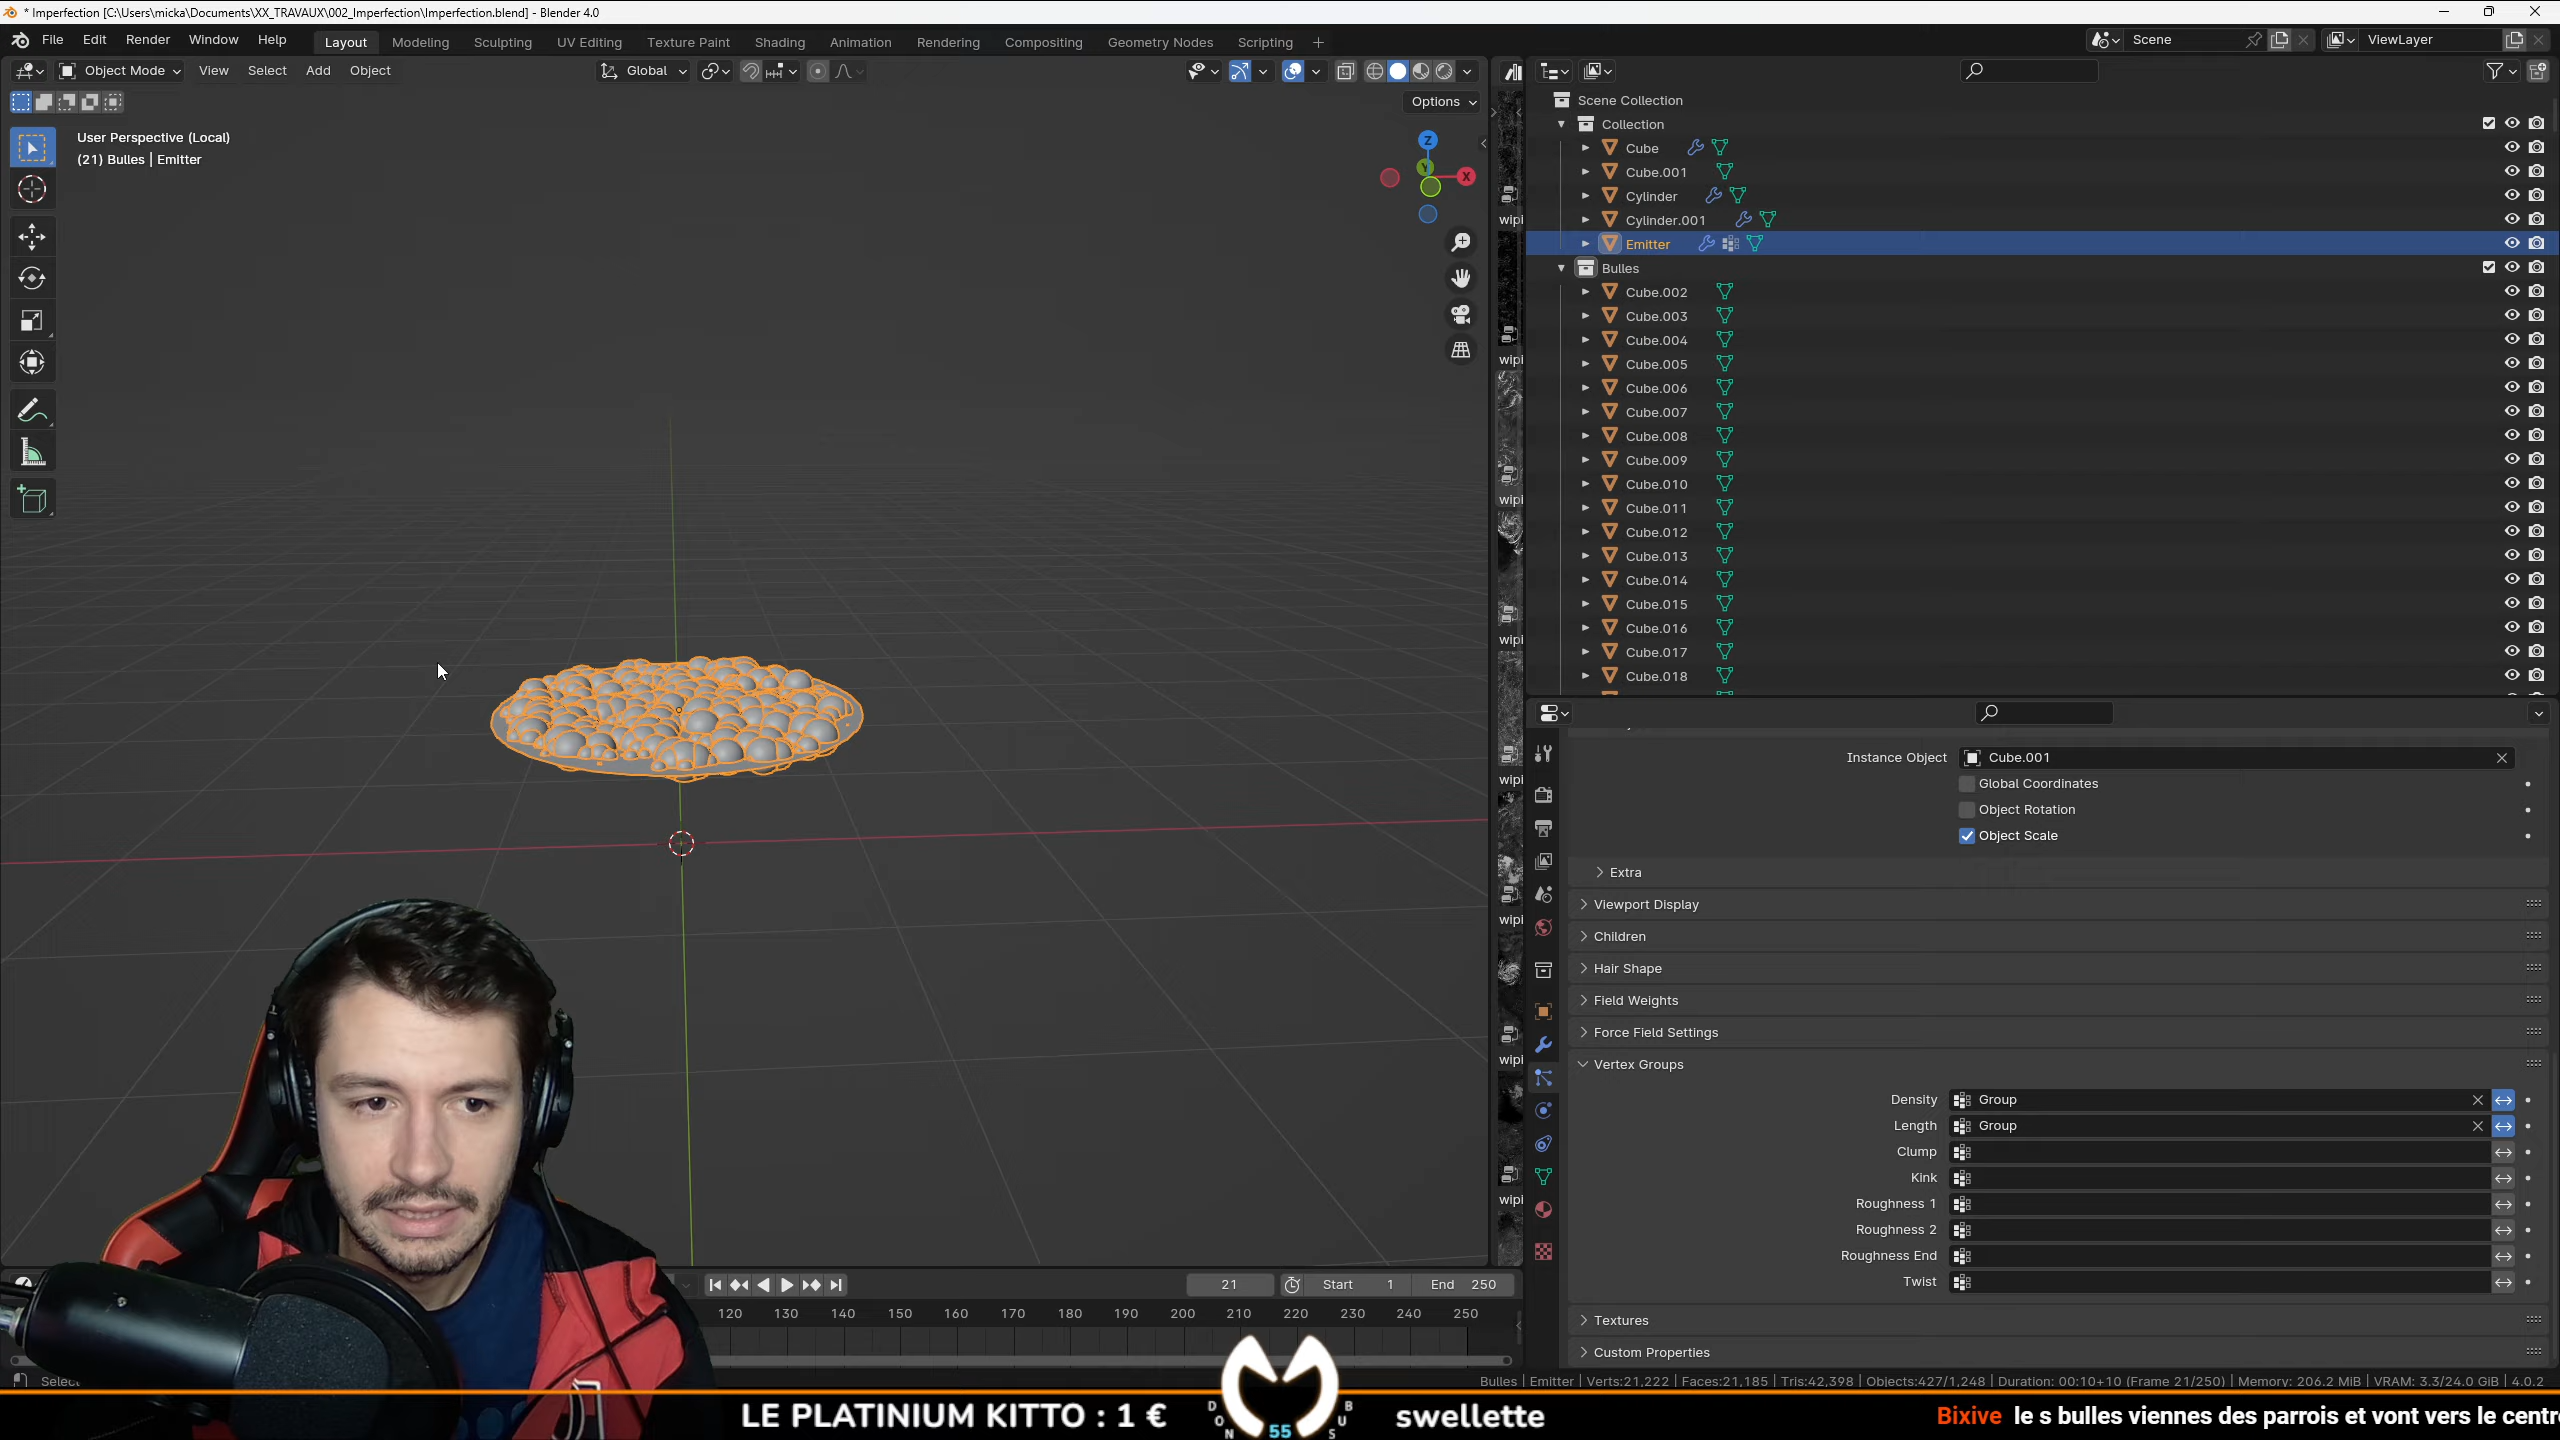 * Imperfection [C:\Users\micka\Documents\XX_TRAVAUX\002_Imperfection\Imperfection.blend] - Blender 4.0
File Edit Render Window Help Layout Modeling Sculpting UV Editing Texture Paint Shading Animation Rendering Compositing Geometry Nodes Scripting + Scene ViewLayer
Object Mode View Select Add Object Global
Options
User Perspective (Local)
(21) Bulles | Emitter
Z
Y
X
wipi
wipi
wipi
wipi
wipi
wipi
wipi
wipi
Scene Collection
Collection
Cube
Cube.001
Cylinder
Cylinder.001
Emitter
Bulles
Cube.002
Cube.003
Cube.004
Cube.005
Cube.006
Cube.007
Cube.008
Cube.009
Cube.010
Cube.011
Cube.012
Cube.013
Cube.014
Cube.015
Cube.016
Cube.017
Cube.018
Instance Object Cube.001
Global Coordinates
Object Rotation
Object Scale
Extra
Viewport Display
Children
Hair Shape
Field Weights
Force Field Settings
Vertex Groups
Density Group
Length Group
Clump
Kink
Roughness 1
Roughness 2
Roughness End
Twist
Textures
Custom Properties
21 Start 1 End 250
120 130 140 150 160 170 180 190 200 210 220 230 240 250
Select
Bulles | Emitter | Verts:21,222 | Faces:21,185 | Tris:42,398 | Objects:427/1,248 | Duration: 00:10+10 (Frame 21/250) | Memory: 206.2 MiB | VRAM: 3.3/24.0 GiB | 4.0.2
LE PLATINIUM KITTO : 1 €
DON
55
BUS
swellette
Bixive le s bulles viennes des parrois et vont vers le centr